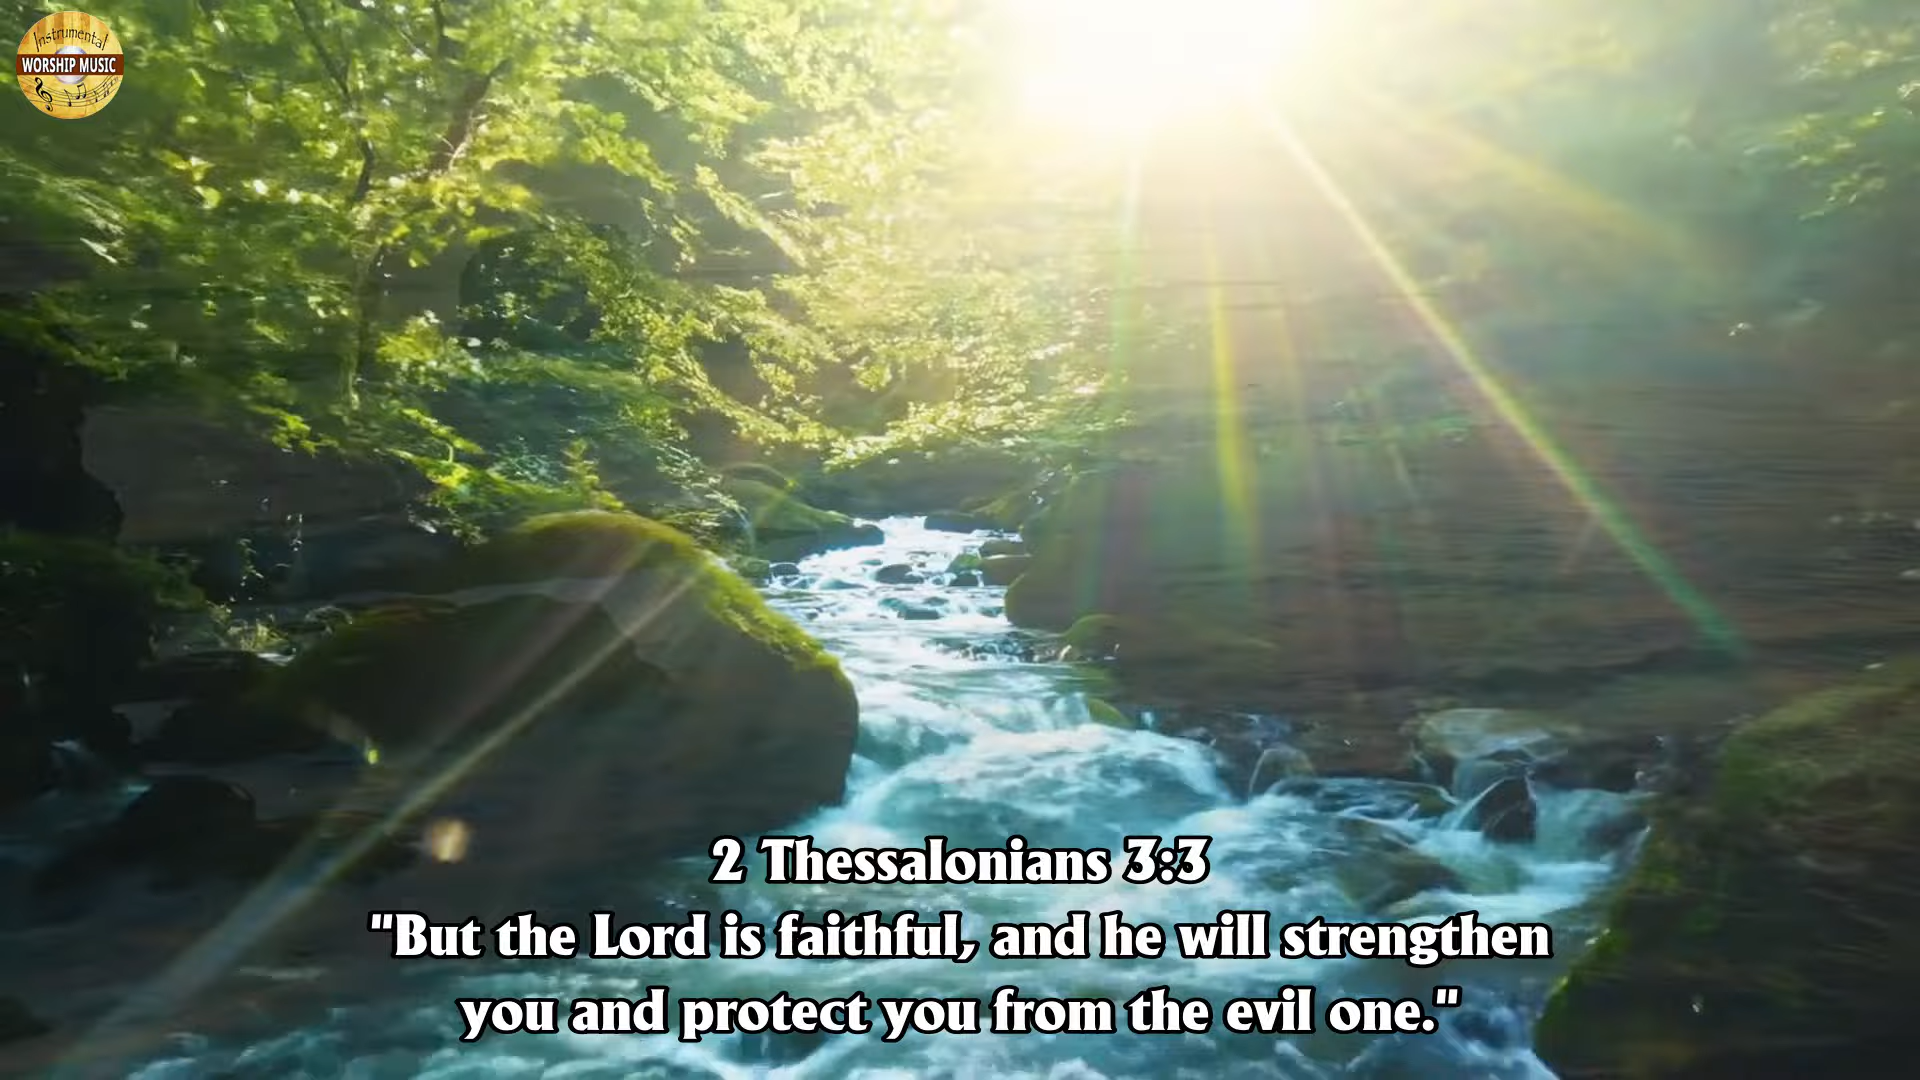 Instrumental
WORSHIP MUSIC
2 Thessalonians 3:3
"But the Lord is faithful, and he will strengthen
you and protect you from the evil one."